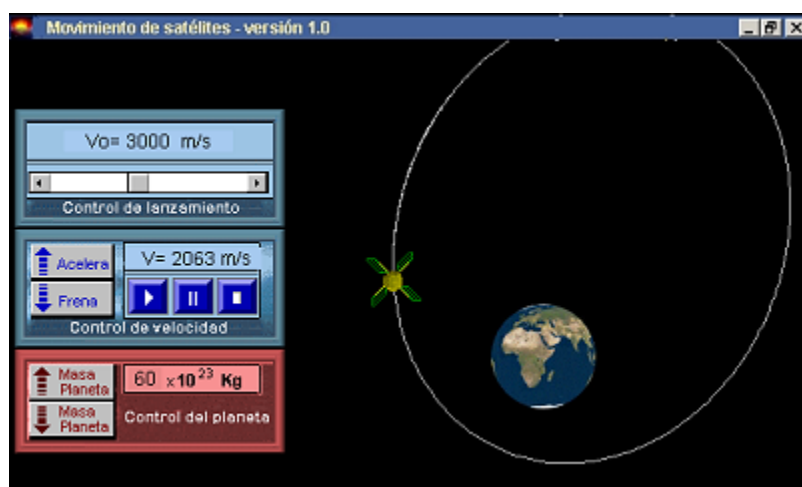 Movimiento de satélites - versión 1.0
Vo= 3000 m/s
Control de lanzamiento
Acelera
V= 2063 m/s
Frena
Control de velocidad
Masa
Planeta
60 x10²³ Kg
Masa
Planeta
Control del planeta